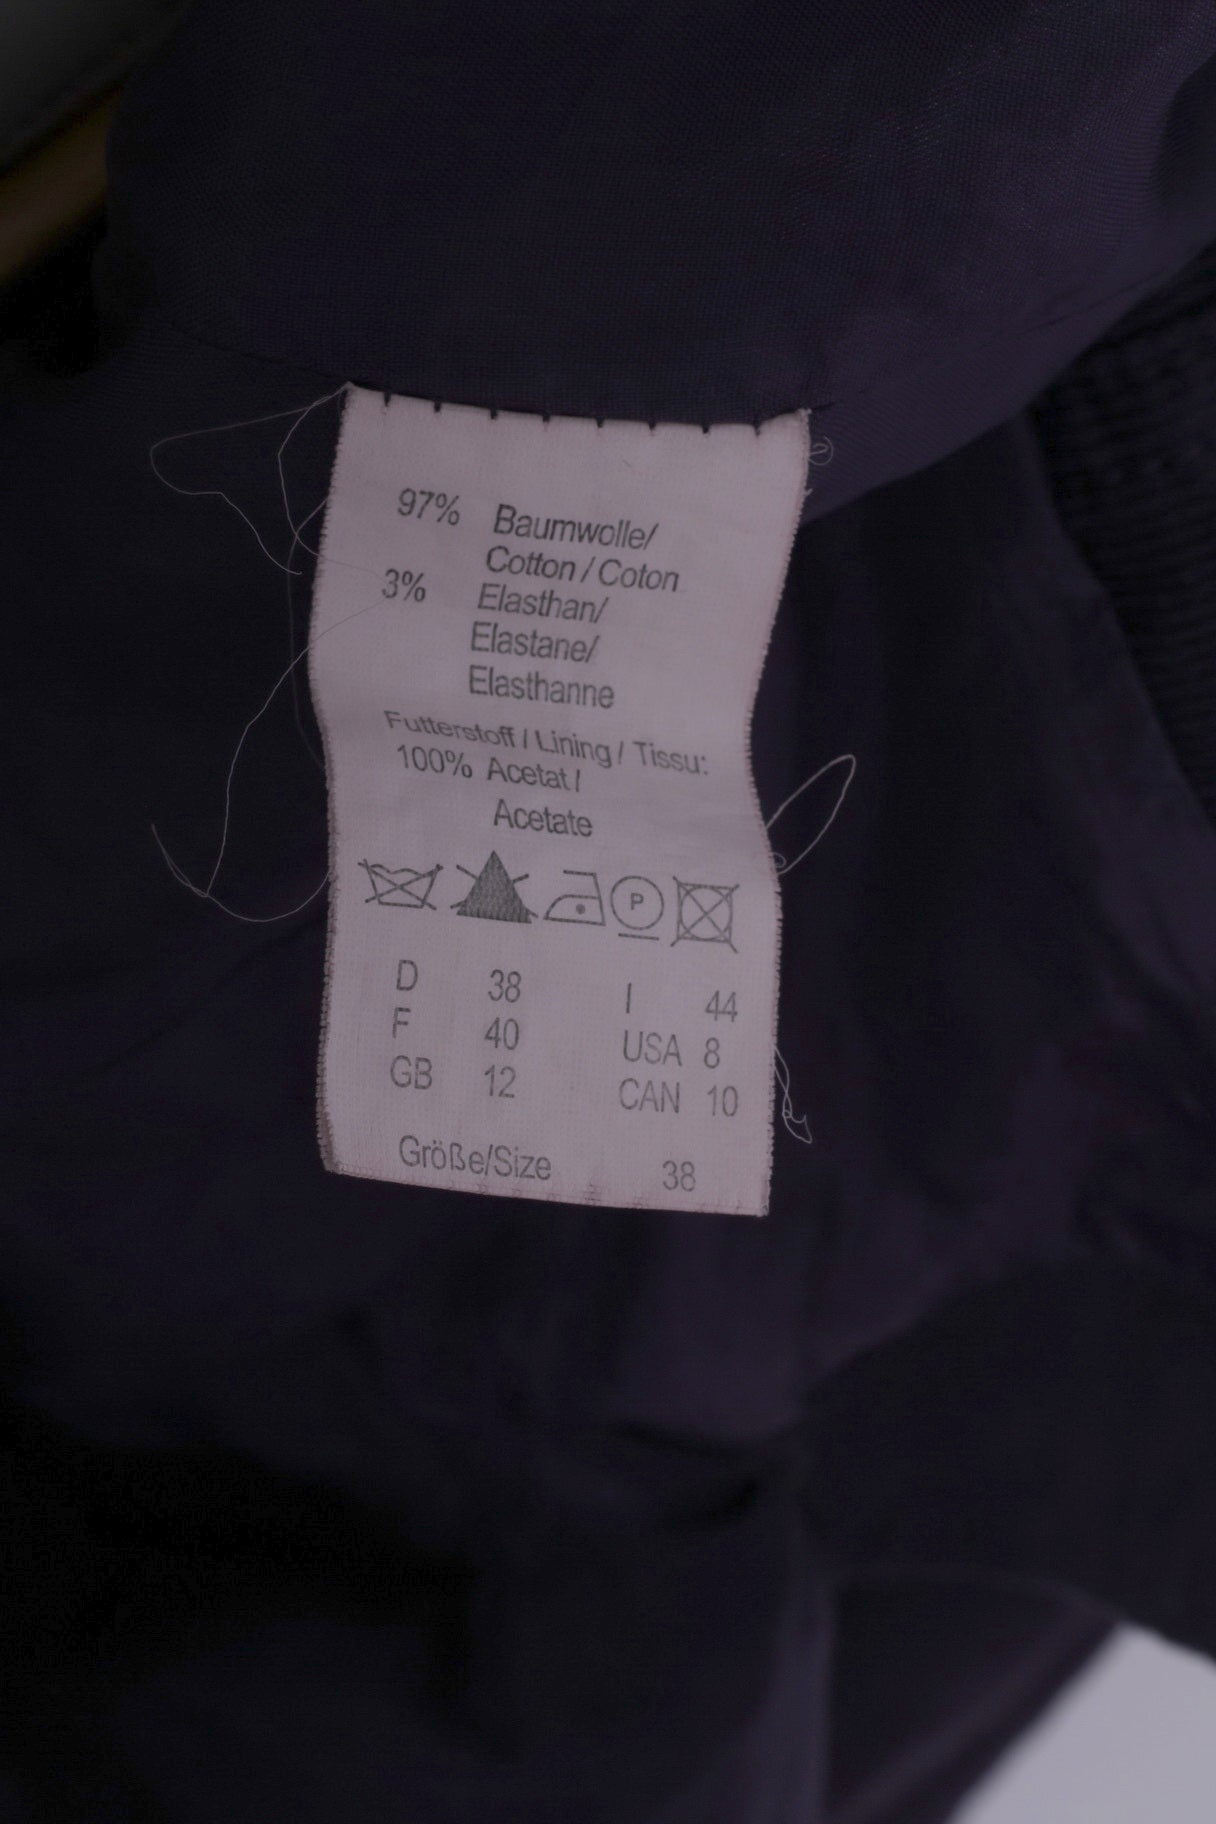 97% Baumwolle/
Cotton / Coton
3% Elasthan/
Elastane/
Elasthanne
Futterstoff / Lining / Tissu:
100% Acetat /
Acetate
P
D 38 I 44
F 40 USA 8
GB 12 CAN 10
Größe/Size 38